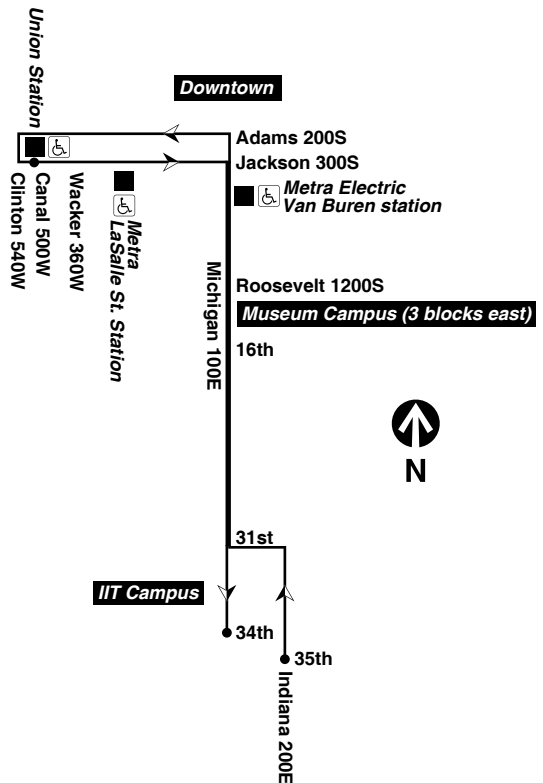 Union Station
Downtown
Adams 200S
Jackson 300S
Metra Electric
Van Buren station
Clinton 540W
Canal 500W
Wacker 360W
Metra
LaSalle St. Station
Michigan 100E
Roosevelt 1200S
Museum Campus (3 blocks east)
16th
N
31st
IIT Campus
34th
35th
Indiana 200E